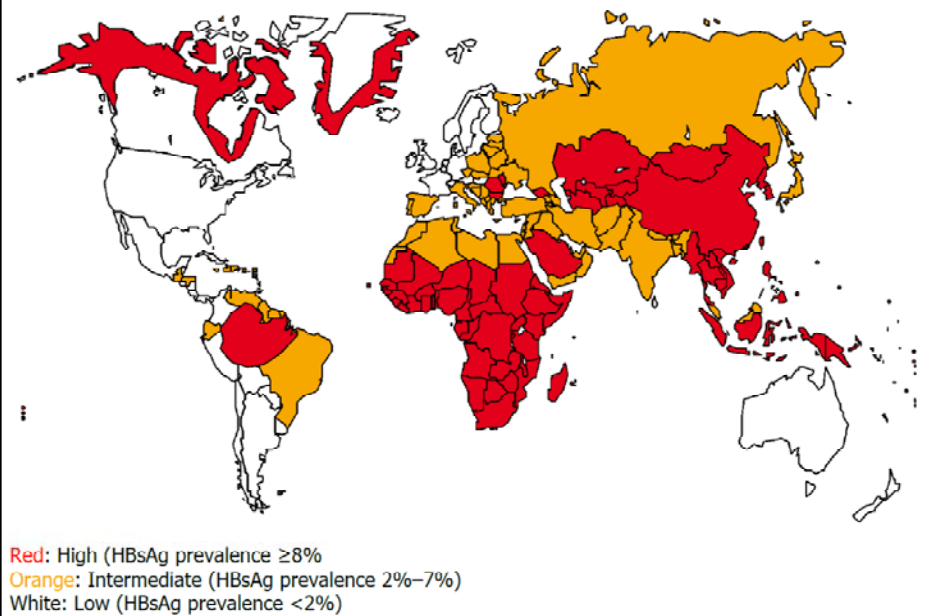 Red: High (HBsAg prevalence ≥8%
Orange: Intermediate (HBsAg prevalence 2%–7%)
White: Low (HBsAg prevalence <2%)